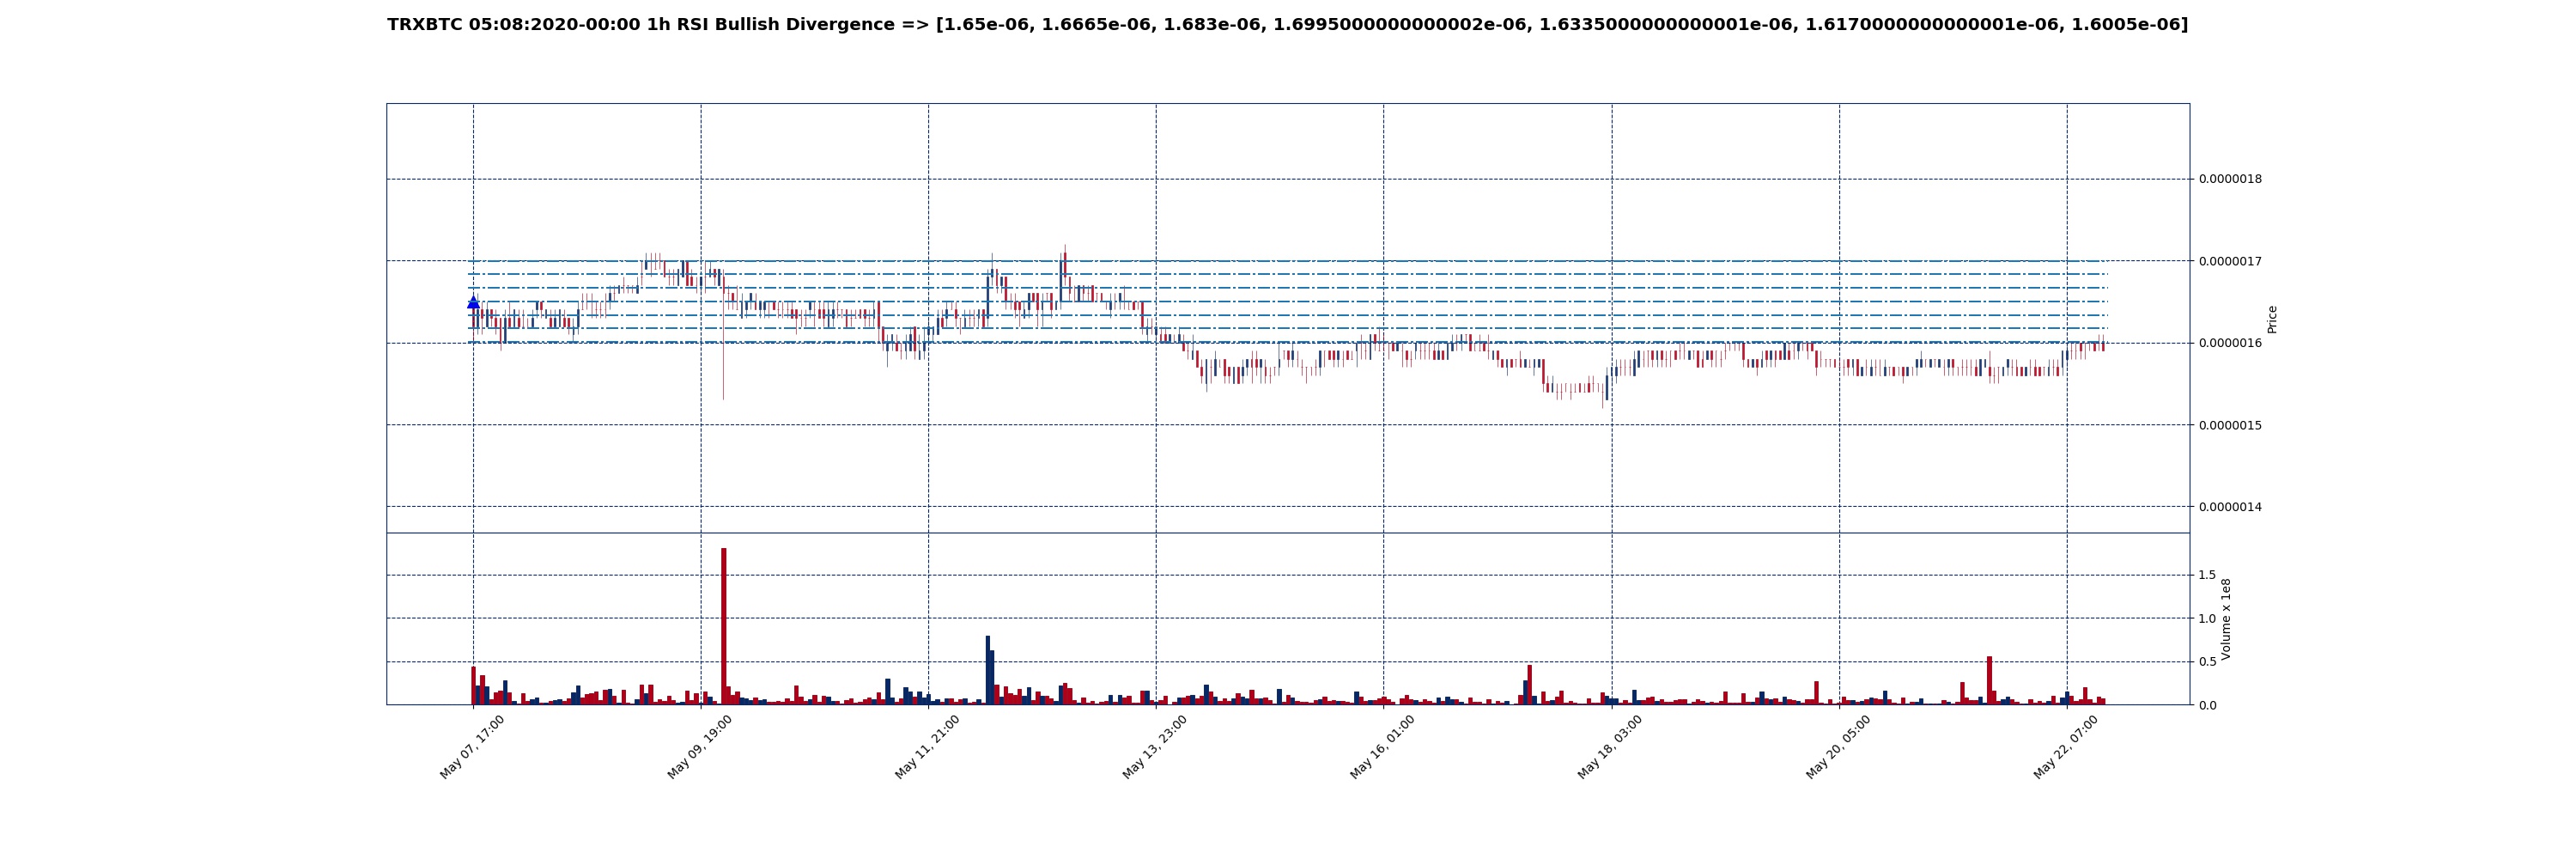 TRXBTC 05:08:2020-00:00 1h RSI Bullish Divergence => [1.65e-06, 1.6665e-06, 1.683e-06, 1.6995000000000002e-06, 1.6335000000000001e-06, 1.6170000000000001e-06, 1.6005e-06]
0.0000018
0.0000017
0.0000016
0.0000015
0.0000014
Price
1.5
1.0
0.5
0.0
Volume x 1e8
May 07, 17:00
May 09, 19:00
May 11, 21:00
May 13, 23:00
May 16, 01:00
May 18, 03:00
May 20, 05:00
May 22, 07:00